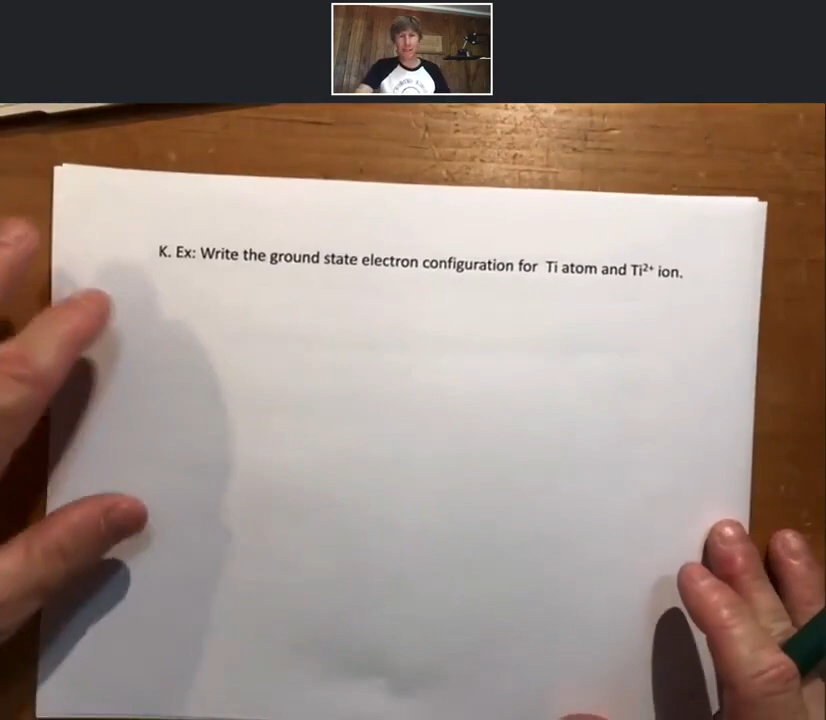 K. Ex: Write the ground state electron configuration for Ti atom and Ti²⁺ ion.